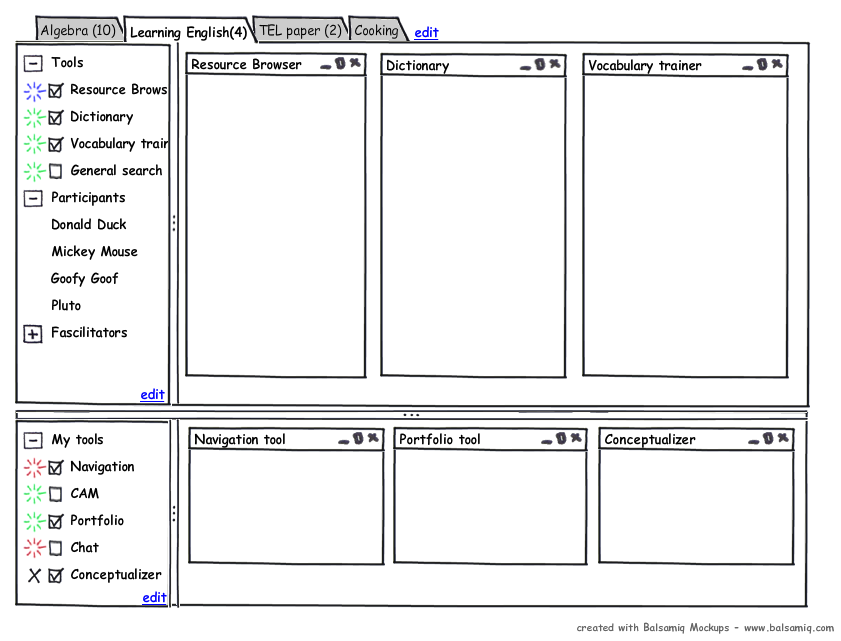 Algebra (10) Learning English(4) TEL paper (2) Cooking edit
Tools
Resource Brows
Dictionary
Vocabulary train
General search
Participants
Donald Duck
Mickey Mouse
Goofy Goof
Pluto
Fascilitators
edit
Resource Browser
Dictionary
Vocabulary trainer
My tools
Navigation
CAM
Portfolio
Chat
Conceptualizer
edit
Navigation tool
Portfolio tool
Conceptualizer
created with Balsamiq Mockups - www.balsamiq.com